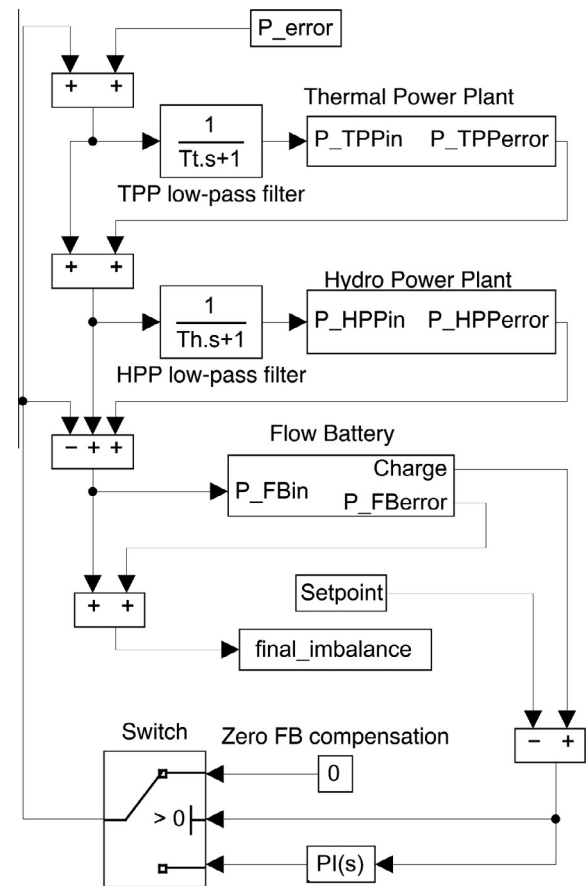 P_error
+ +
Thermal Power Plant
1
Tt.s+1
P_TPPin P_TPPerror
TPP low-pass filter
+ +
Hydro Power Plant
1
Th.s+1
P_HPPin P_HPPerror
HPP low-pass filter
− + +
Flow Battery
Charge
P_FBin
P_FBerror
+ +
Setpoint
final_imbalance
− +
Switch
Zero FB compensation
0
> 0
PI(s)